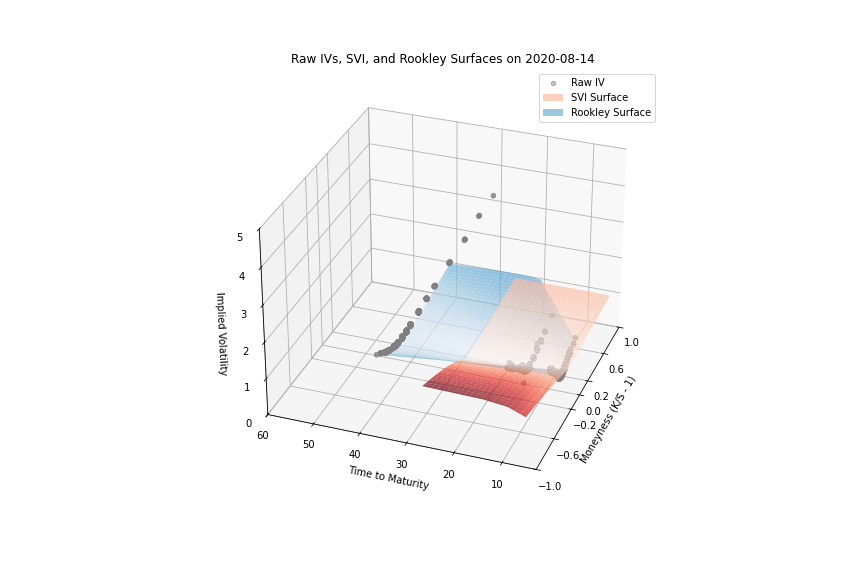 Raw IVs, SVI, and Rookley Surfaces on 2020-08-14
Raw IV
SVI Surface
Rookley Surface
5
4
3
2
1
0
Implied Volatility
60
50
40
30
20
10
Time to Maturity
1.0
0.6
0.2
0.0
−0.2
−0.6
−1.0
Moneyness (K/S - 1)